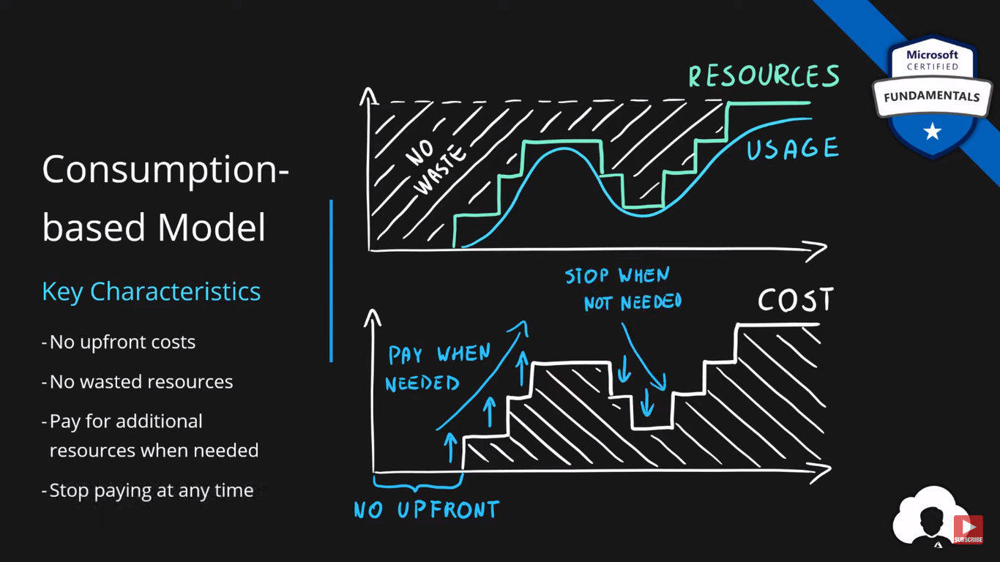 Consumption-
based Model
Key Characteristics
- No upfront costs
- No wasted resources
- Pay for additional
resources when needed
- Stop paying at any time
RESOURCES
NO
WASTE
USAGE
STOP WHEN
NOT NEEDED
COST
PAY WHEN
NEEDED
NO UPFRONT
Microsoft
CERTIFIED
FUNDAMENTALS
SUBSCRIBE